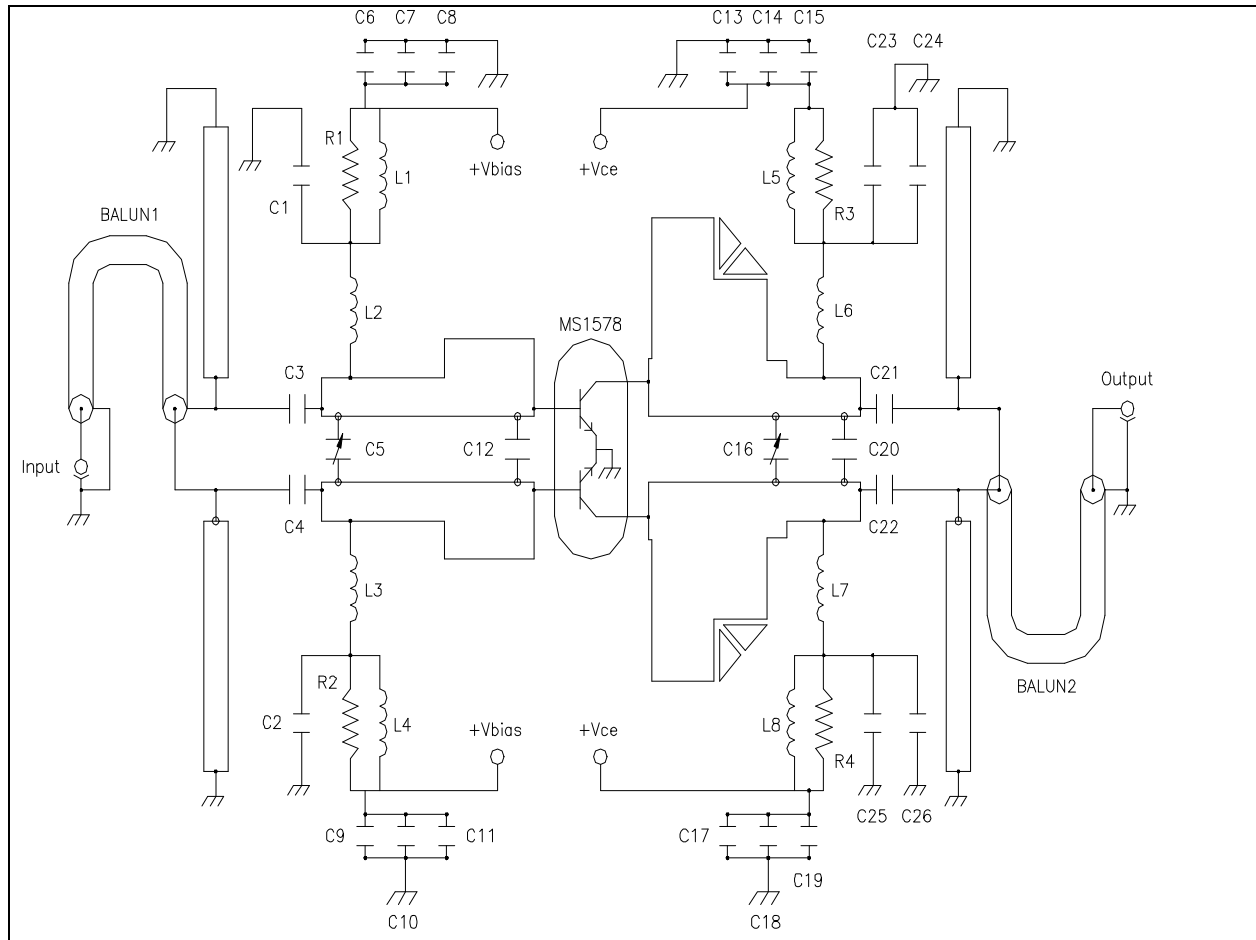 C6 C7 C8
C13 C14 C15
C23 C24
R1
L1
+Vbias
+Vce
L5
R3
C1
BALUN1
L2
MS1578
L6
C3
C21
Output
Input
C5
C12
C16
C20
C4
C22
L3
L7
R2
C2
L4
+Vbias
+Vce
L8
R4
BALUN2
C25
C26
C9
C11
C17
C19
C10
C18